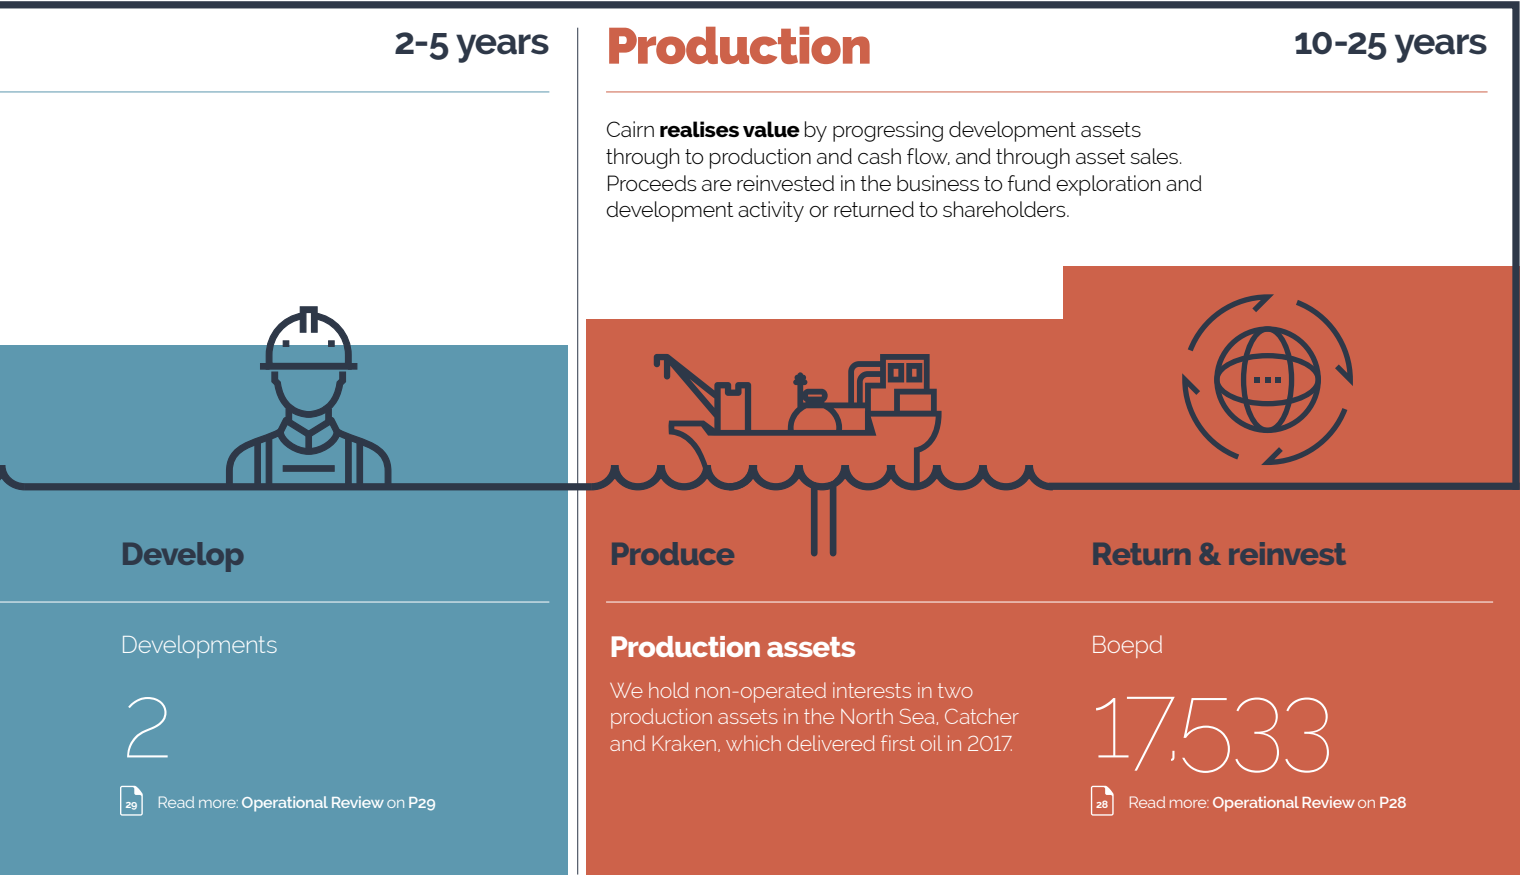 2-5 years
Production
10-25 years
Cairn realises value by progressing development assets
through to production and cash flow, and through asset sales.
Proceeds are reinvested in the business to fund exploration and
development activity or returned to shareholders.
Develop
Developments
2
29
Read more: Operational Review on P29
Produce
Production assets
We hold non-operated interests in two
production assets in the North Sea, Catcher
and Kraken, which delivered first oil in 2017.
Return & reinvest
Boepd
17,533
28
Read more: Operational Review on P28